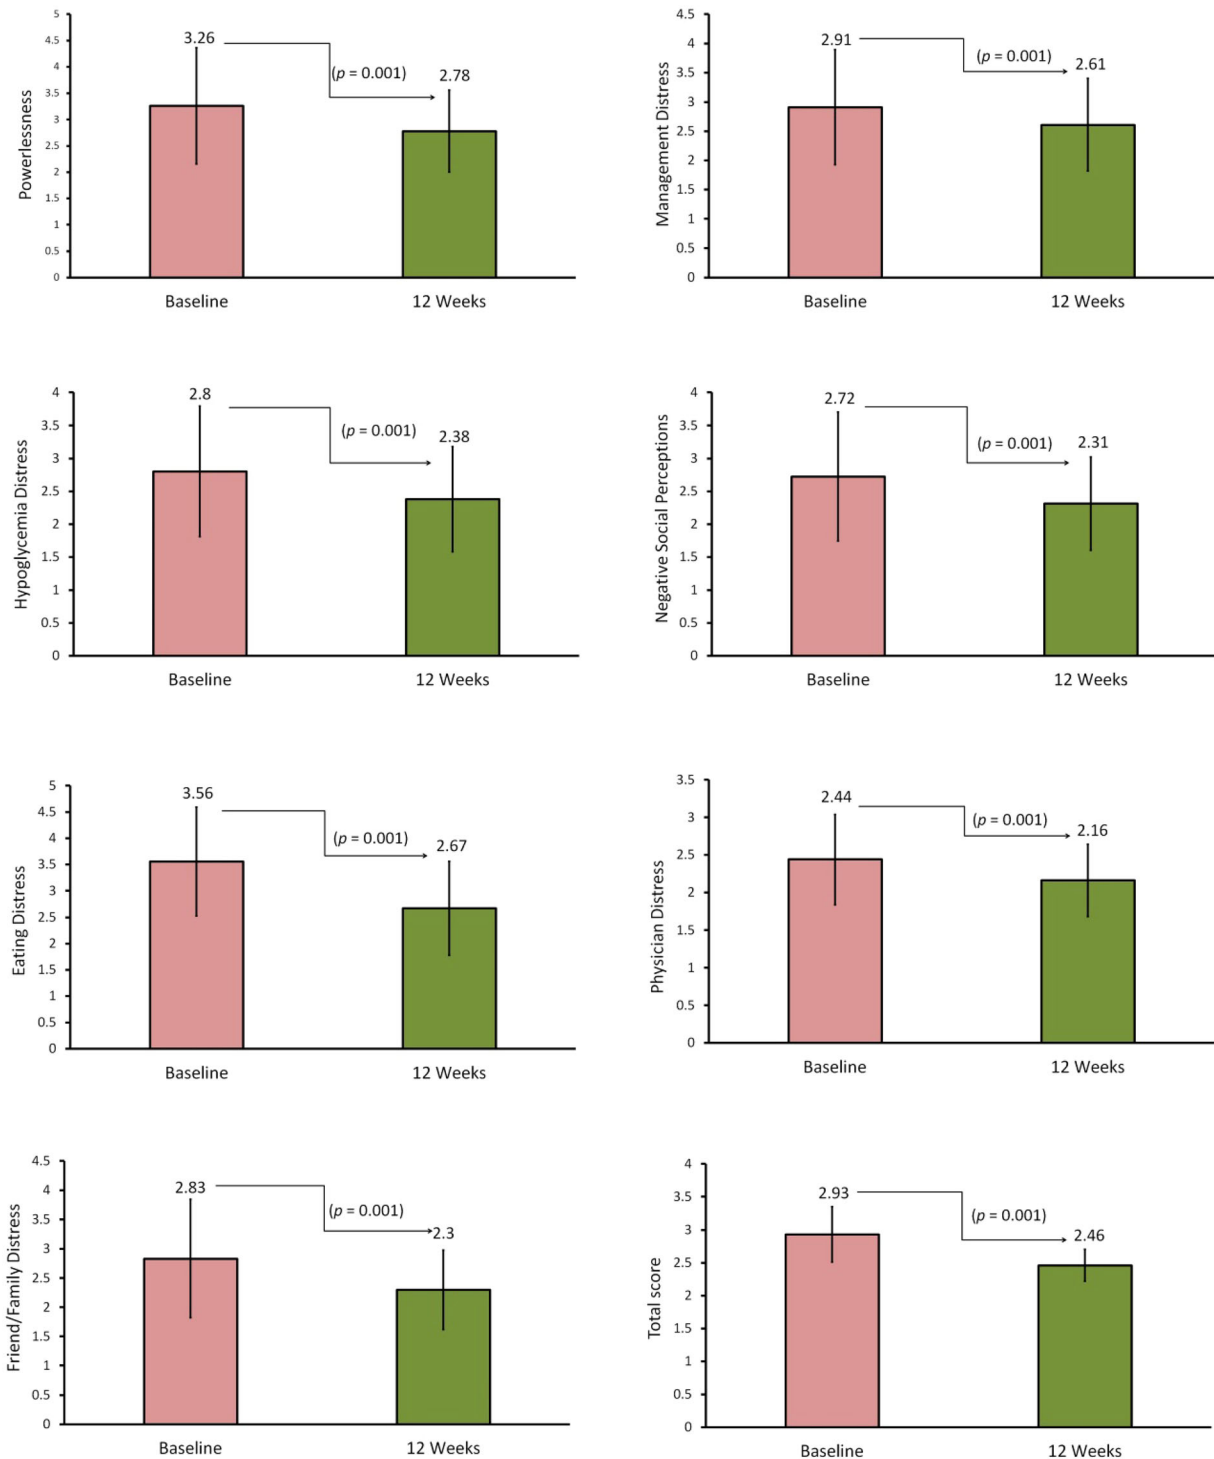 Powerlessness
5
4.5
4
3.5
3
2.5
2
1.5
1
0.5
0
3.26
(p = 0.001)
2.78
Baseline
12 Weeks
Management Distress
4.5
4
3.5
3
2.5
2
1.5
1
0.5
0
2.91
(p = 0.001)
2.61
Baseline
12 Weeks
Hypoglycemia Distress
4
3.5
3
2.5
2
1.5
1
0.5
0
2.8
(p = 0.001)
2.38
Baseline
12 Weeks
Negative Social Perceptions
4
3.5
3
2.5
2
1.5
1
0.5
0
2.72
(p = 0.001)
2.31
Baseline
12 Weeks
Eating Distress
5
4.5
4
3.5
3
2.5
2
1.5
1
0.5
0
3.56
(p = 0.001)
2.67
Baseline
12 Weeks
Physician Distress
3.5
3
2.5
2
1.5
1
0.5
0
2.44
(p = 0.001)
2.16
Baseline
12 Weeks
Friend/Family Distress
4.5
4
3.5
3
2.5
2
1.5
1
0.5
0
2.83
(p = 0.001)
2.3
Baseline
12 Weeks
Total score
4
3.5
3
2.5
2
1.5
1
0.5
0
2.93
(p = 0.001)
2.46
Baseline
12 Weeks